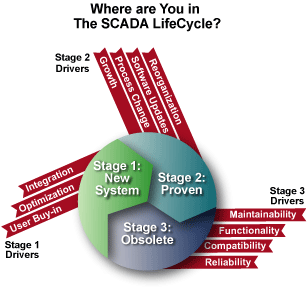 Where are You in
The SCADA LifeCycle?
Stage 2
Drivers
Growth
Process Change
Software Updates
Reorganization
Stage 1:
New
System
Stage 2:
Proven
Stage 3:
Obsolete
Integration
Optimization
User Buy-in
Stage 1
Drivers
Stage 3
Drivers
Maintainability
Functionality
Compatibility
Reliability